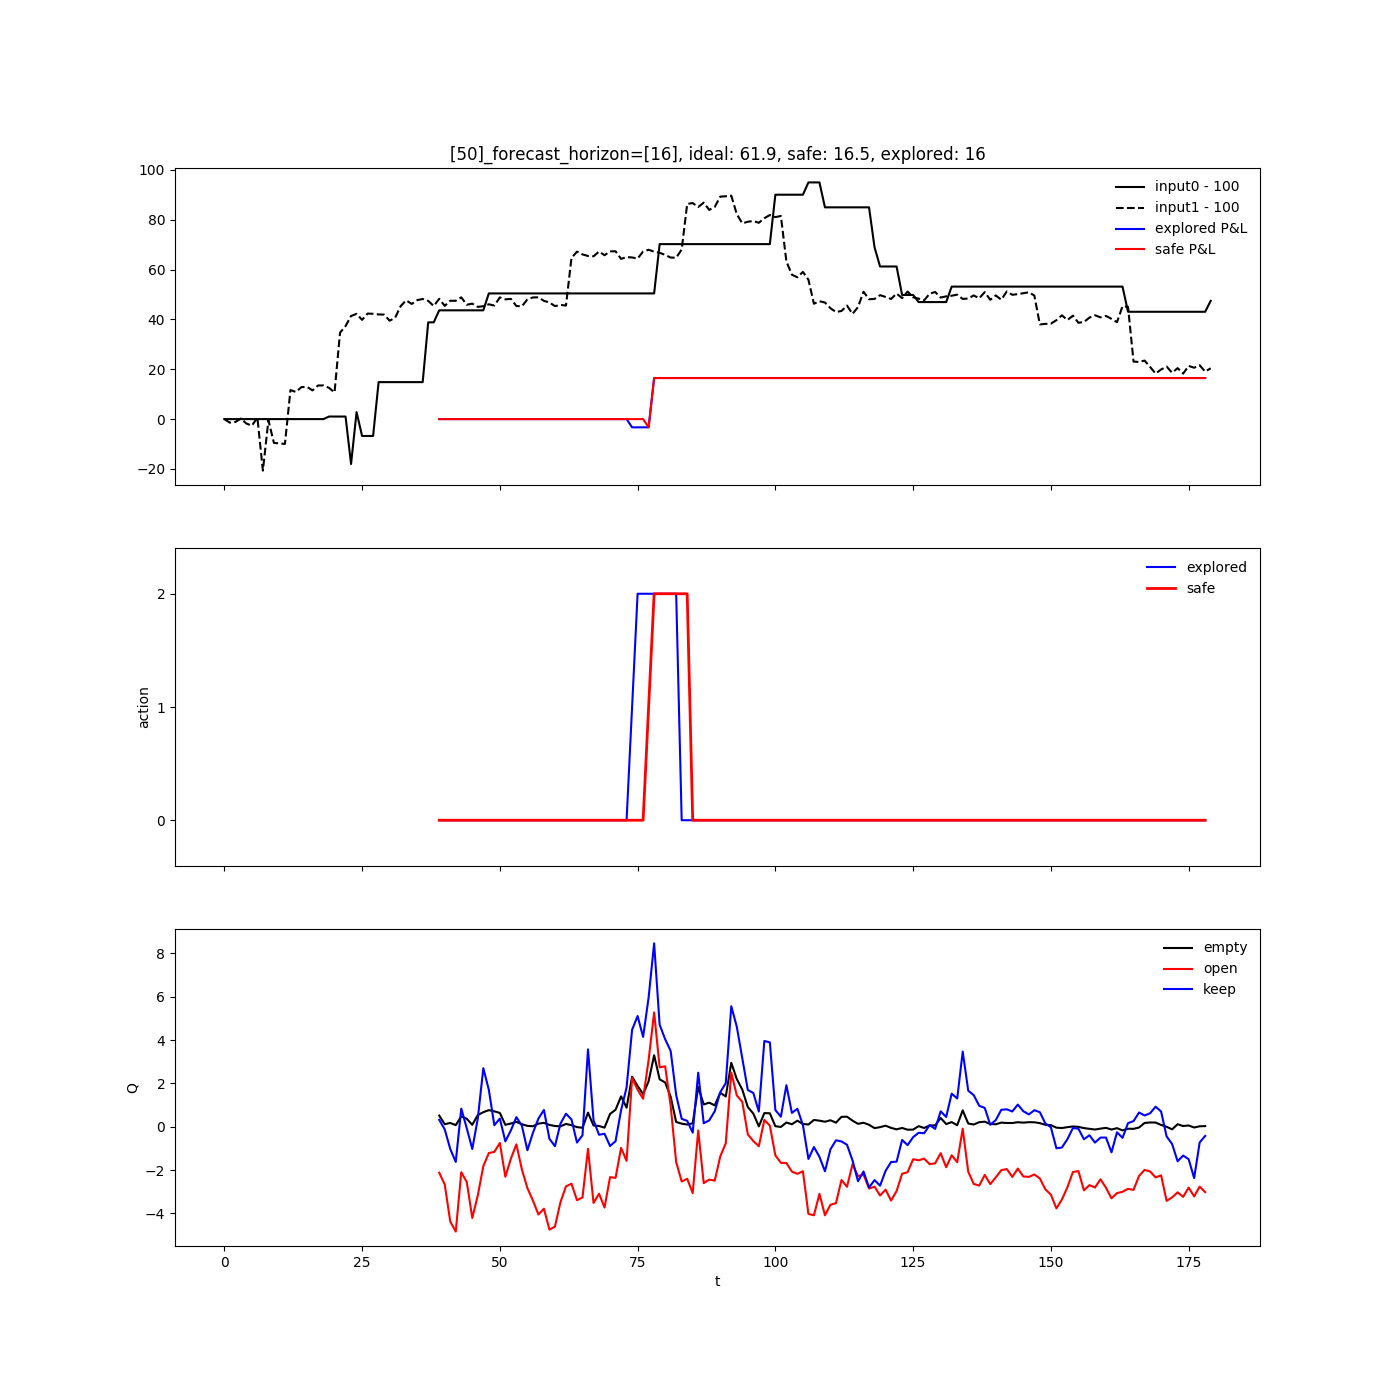 [50]_forecast_horizon=[16], ideal: 61.9, safe: 16.5, explored: 16
100
80
60
40
20
0
−20
input0 - 100
input1 - 100
explored P&L
safe P&L
action
2
1
0
explored
safe
Q
8
6
4
2
0
−2
−4
empty
open
keep
0 25 50 75 100 125 150 175
t